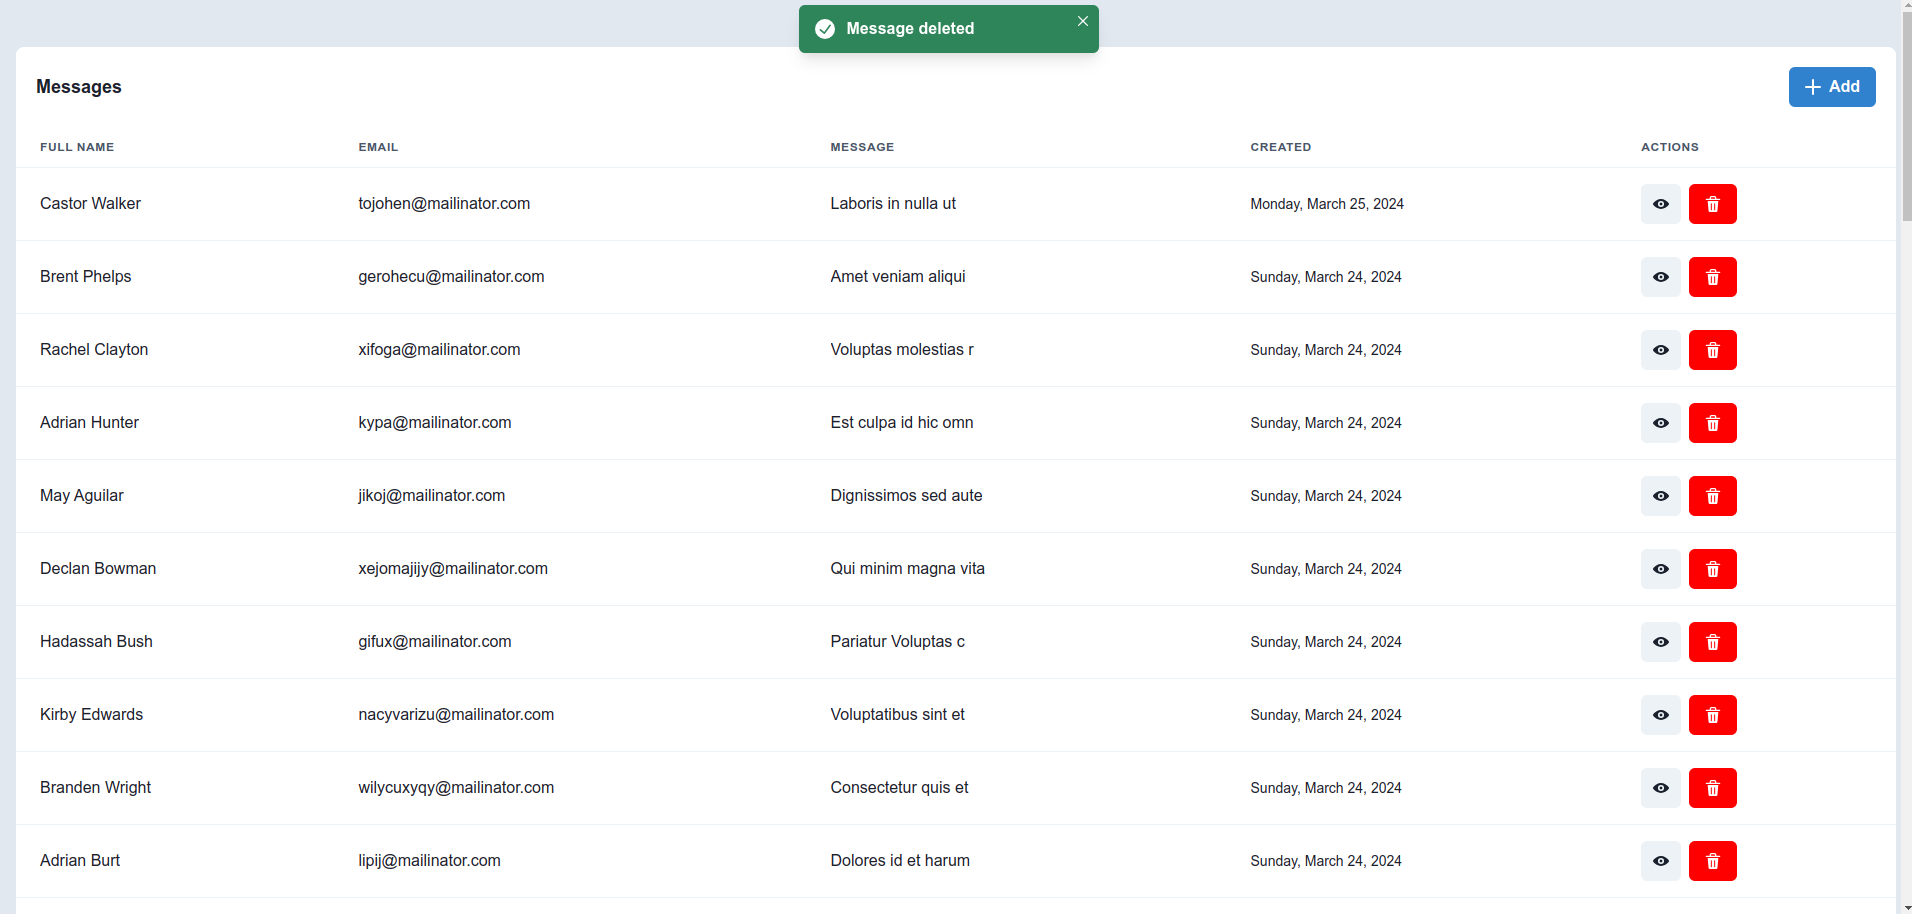 Message deleted
Messages
Add
FULL NAME EMAIL MESSAGE CREATED ACTIONS
Castor Walker tojohen@mailinator.com Laboris in nulla ut Monday, March 25, 2024
Brent Phelps gerohecu@mailinator.com Amet veniam aliqui Sunday, March 24, 2024
Rachel Clayton xifoga@mailinator.com Voluptas molestias r Sunday, March 24, 2024
Adrian Hunter kypa@mailinator.com Est culpa id hic omn Sunday, March 24, 2024
May Aguilar jikoj@mailinator.com Dignissimos sed aute Sunday, March 24, 2024
Declan Bowman xejomajijy@mailinator.com Qui minim magna vita Sunday, March 24, 2024
Hadassah Bush gifux@mailinator.com Pariatur Voluptas c Sunday, March 24, 2024
Kirby Edwards nacyvarizu@mailinator.com Voluptatibus sint et Sunday, March 24, 2024
Branden Wright wilycuxyqy@mailinator.com Consectetur quis et Sunday, March 24, 2024
Adrian Burt lipij@mailinator.com Dolores id et harum Sunday, March 24, 2024